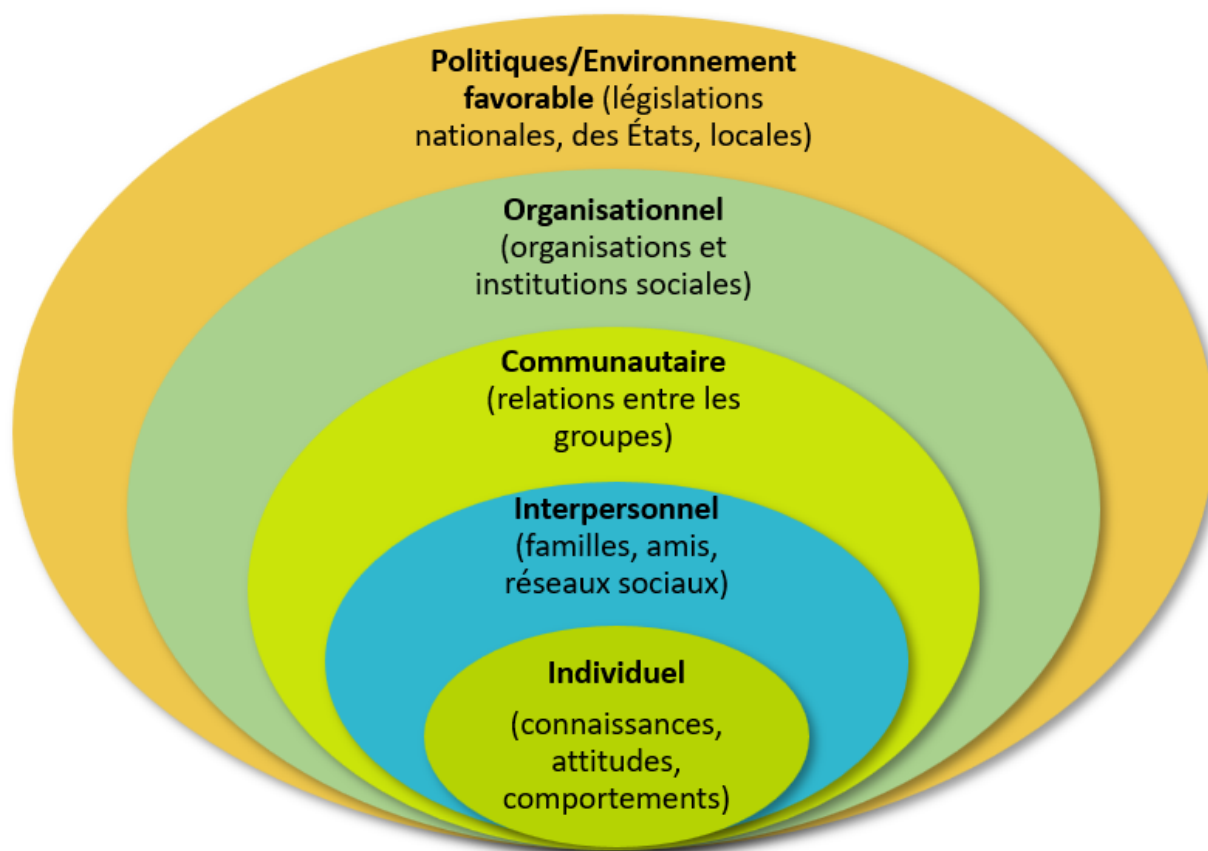 Politiques/Environnement
favorable (législations
nationales, des États, locales)
Organisationnel
(organisations et
institutions sociales)
Communautaire
(relations entre les
groupes)
Interpersonnel
(familles, amis,
réseaux sociaux)
Individuel
(connaissances,
attitudes,
comportements)